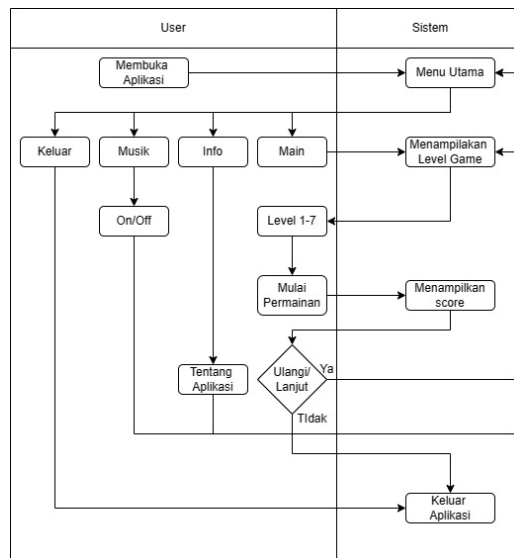 User
Sistem
Membuka
Aplikasi
Menu Utama
Keluar
Musik
Info
Main
Menampilakan
Level Game
On/Off
Level 1-7
Mulai
Permainan
Menampilkan
score
Tentang
Aplikasi
Ulangi/
Lanjut
Ya
TIdak
Keluar
Aplikasi